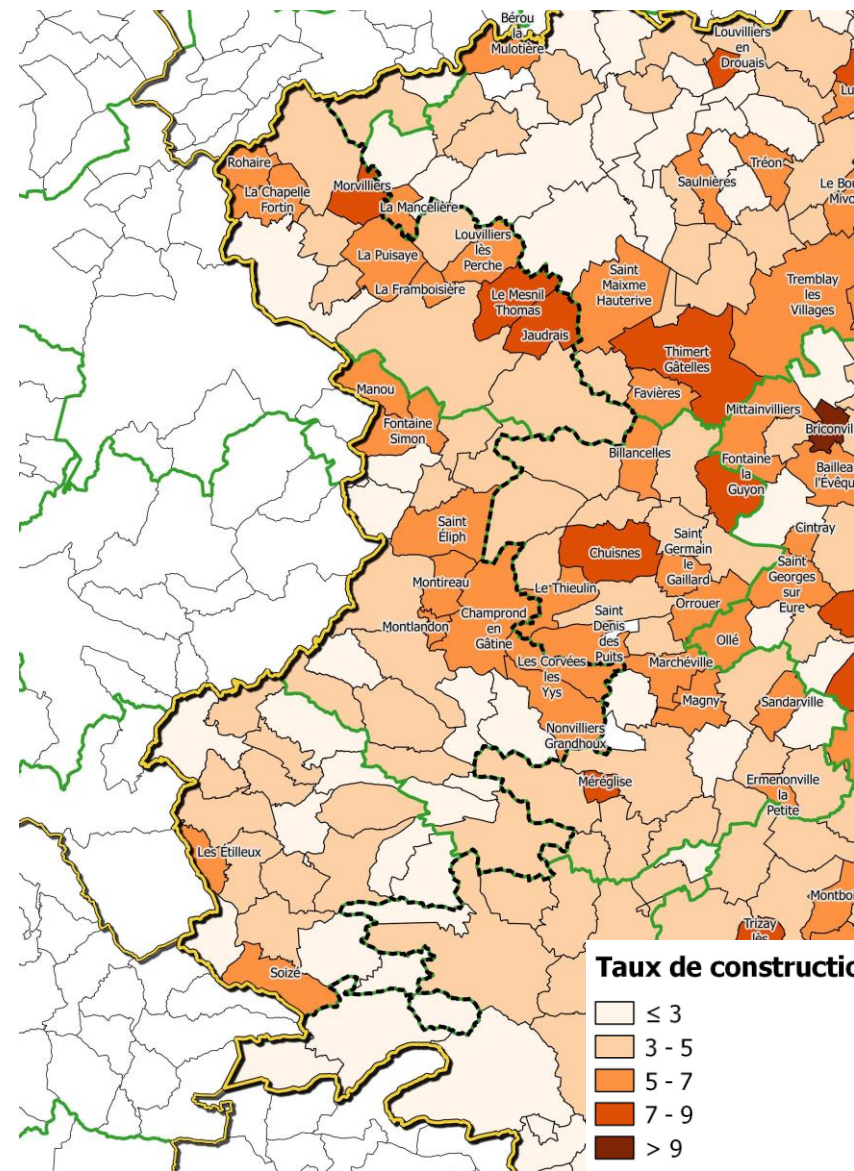 Bérou
la
Mulotière
Louvilliers
en
Drouais
Lu
Rohaire
La Chapelle
Fortin
Morvilliers
La Mancelière
Saulnières
Tréon
Le Bou
Mivo
La Puisaye
Louvilliers
lès
Perche
La Framboisière
Le Mesnil
Thomas
Jaudrais
Saint
Maixme
Hauterive
Tremblay
les
Villages
Thimert
Gâtelles
Manou
Favières
Mittainvilliers
Fontaine
Simon
Briconvil
Billancelles
Fontaine
la
Guyon
Baillea
l'Évêqu
Saint
Éliph
Chuisnes
Saint
Germain
le
Gaillard
Cintray
Saint
Georges
sur
Eure
Montireau
Le Thieulin
Champrond
en
Gâtine
Orrouer
Montlandon
Saint
Denis
des
Puits
Ollé
Les Corvées
les
Yys
Marchéville
Magny
Sandarville
Nonvilliers
Grandhoux
Méréglise
Ermenonville
la
Petite
Les Étilleux
Montboi
Trizay
lès
Soizé
Taux de constructio
≤ 3
3 - 5
5 - 7
7 - 9
> 9